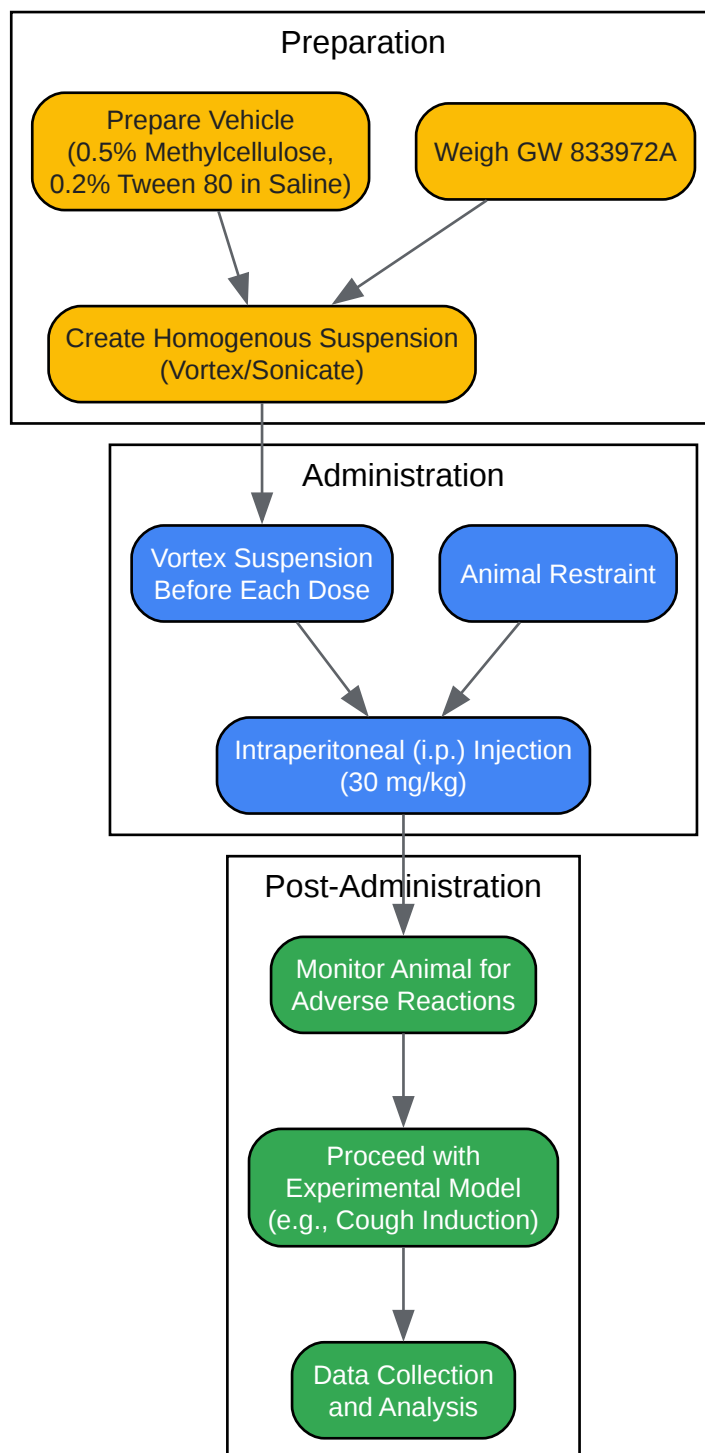 Preparation
Prepare Vehicle
(0.5% Methylcellulose,
0.2% Tween 80 in Saline)
Weigh GW 833972A
Create Homogenous Suspension
(Vortex/Sonicate)
Administration
Vortex Suspension
Before Each Dose
Animal Restraint
Intraperitoneal (i.p.) Injection
(30 mg/kg)
Post-Administration
Monitor Animal for
Adverse Reactions
Proceed with
Experimental Model
(e.g., Cough Induction)
Data Collection
and Analysis